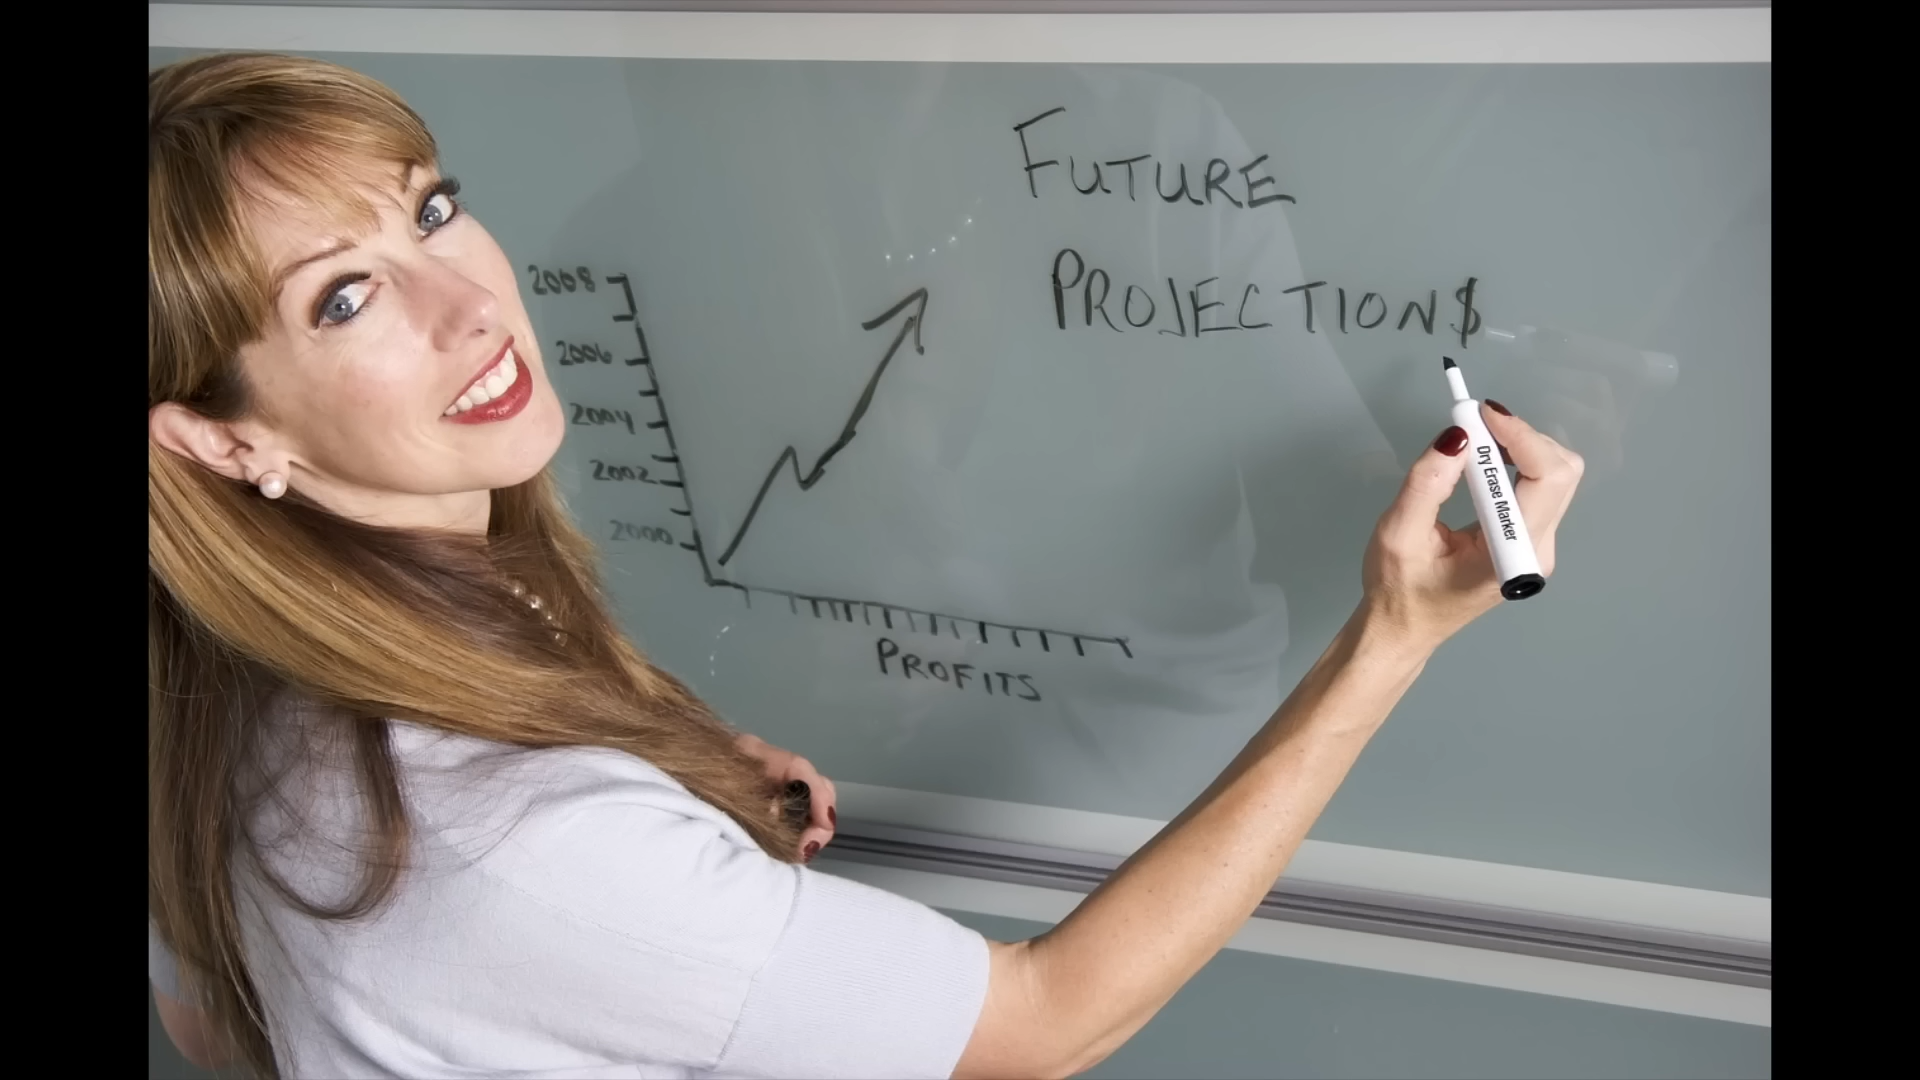 FUTURE
PROJECTION$
2008
2006
2004
2002
2000
PROFITS
Dry Erase Marker